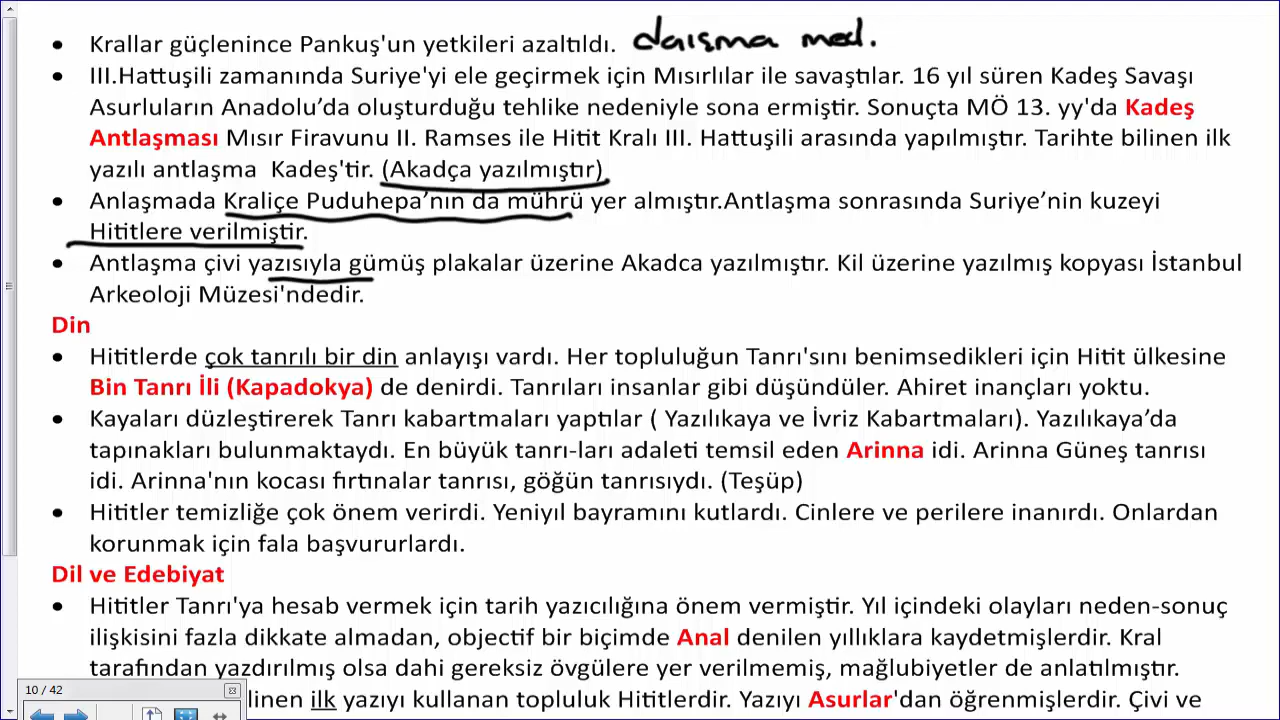 • Krallar güçlenince Pankuş'un yetkileri azaltıldı. daışma med.
• III.Hattuşili zamanında Suriye'yi ele geçirmek için Mısırlılar ile savaştılar. 16 yıl süren Kadeş Savaşı
Asurluların Anadolu’da oluşturduğu tehlike nedeniyle sona ermiştir. Sonuçta MÖ 13. yy'da Kadeş
Antlaşması Mısır Firavunu II. Ramses ile Hitit Kralı III. Hattuşili arasında yapılmıştır. Tarihte bilinen ilk
yazılı antlaşma Kadeş'tir. (Akadça yazılmıştır)
• Anlaşmada Kraliçe Puduhepa’nın da mührü yer almıştır.Antlaşma sonrasında Suriye’nin kuzeyi
Hititlere verilmiştir.
• Antlaşma çivi yazısıyla gümüş plakalar üzerine Akadca yazılmıştır. Kil üzerine yazılmış kopyası İstanbul
Arkeoloji Müzesi'ndedir.
Din
• Hititlerde çok tanrılı bir din anlayışı vardı. Her topluluğun Tanrı'sını benimsedikleri için Hitit ülkesine
Bin Tanrı İli (Kapadokya) de denirdi. Tanrıları insanlar gibi düşündüler. Ahiret inançları yoktu.
• Kayaları düzleştirerek Tanrı kabartmaları yaptılar ( Yazılıkaya ve İvriz Kabartmaları). Yazılıkaya’da
tapınakları bulunmaktaydı. En büyük tanrı-ları adaleti temsil eden Arinna idi. Arinna Güneş tanrısı
idi. Arinna'nın kocası fırtınalar tanrısı, göğün tanrısıydı. (Teşüp)
• Hititler temizliğe çok önem verirdi. Yeniyıl bayramını kutlardı. Cinlere ve perilere inanırdı. Onlardan
korunmak için fala başvururlardı.
Dil ve Edebiyat
• Hititler Tanrı'ya hesab vermek için tarih yazıcılığına önem vermiştir. Yıl içindeki olayları neden-sonuç
ilişkisini fazla dikkate almadan, objectif bir biçimde Anal denilen yıllıklara kaydetmişlerdir. Kral
tarafından yazdırılmış olsa dahi gereksiz övgülere yer verilmemiş, mağlubiyetler de anlatılmıştır.
10 / 42
linen ilk yazıyı kullanan topluluk Hititlerdir. Yazıyı Asurlar'dan öğrenmişlerdir. Çivi ve